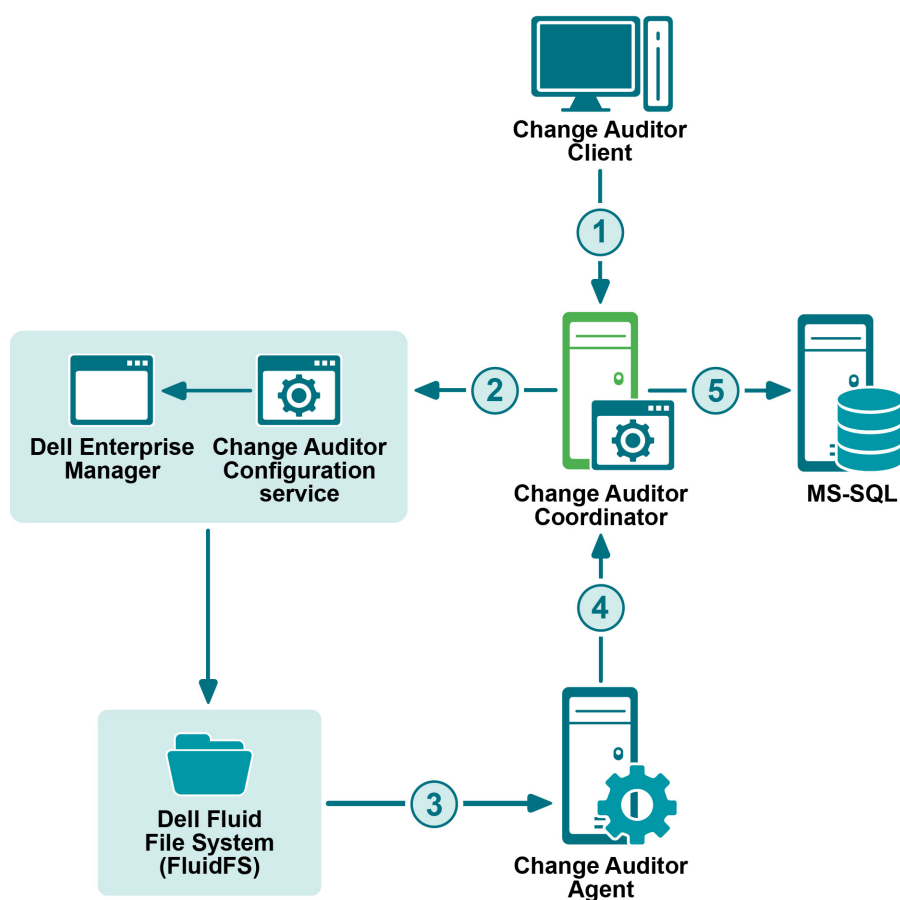 Change Auditor
Client
1
2
5
Dell Enterprise
Manager
Change Auditor
Configuration
service
Change Auditor
Coordinator
MS-SQL
4
3
Dell Fluid
File System
(FluidFS)
Change Auditor
Agent